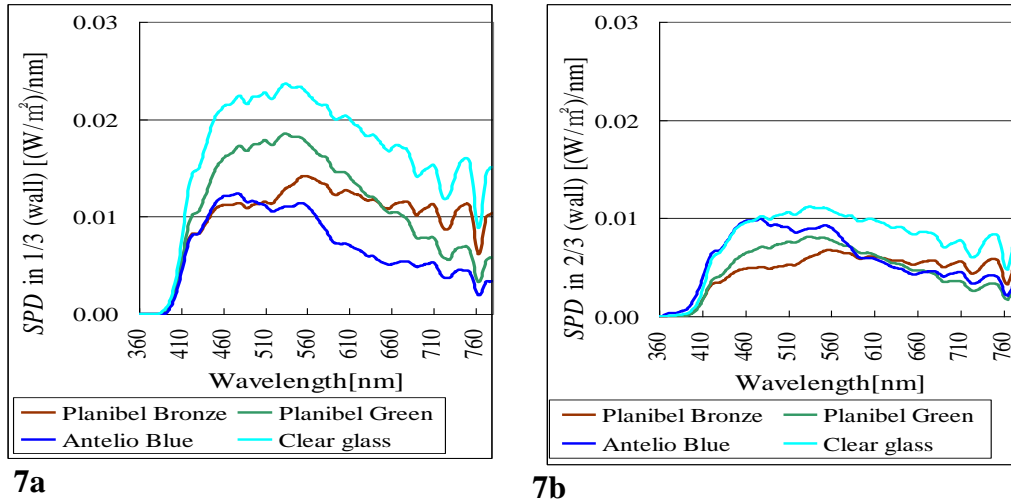 0.03
0.02
0.01
0.00
SPD in 1/3 (wall) [(W/m²)/nm]
360
410
460
510
560
610
660
710
760
Wavelength[nm]
Planibel Bronze
Planibel Green
Antelio Blue
Clear glass
7a
0.03
0.02
0.01
0.00
SPD in 2/3 (wall) [(W/m²)/nm]
360
410
460
510
560
610
660
710
760
Wavelength[nm]
Planibel Bronze
Planibel Green
Antelio Blue
Clear glass
7b